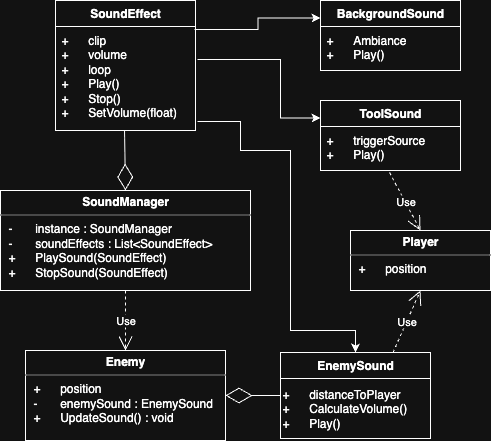 SoundEffect
+ clip
+ volume
+ loop
+ Play()
+ Stop()
+ SetVolume(float)
BackgroundSound
+ Ambiance
+ Play()
ToolSound
+ triggerSource
+ Play()
Use
SoundManager
- instance : SoundManager
- soundEffects : List<SoundEffect>
+ PlaySound(SoundEffect)
+ StopSound(SoundEffect)
Player
+ position
Use
Use
Enemy
+ position
- enemySound : EnemySound
+ UpdateSound() : void
EnemySound
+ distanceToPlayer
+ CalculateVolume()
+ Play()